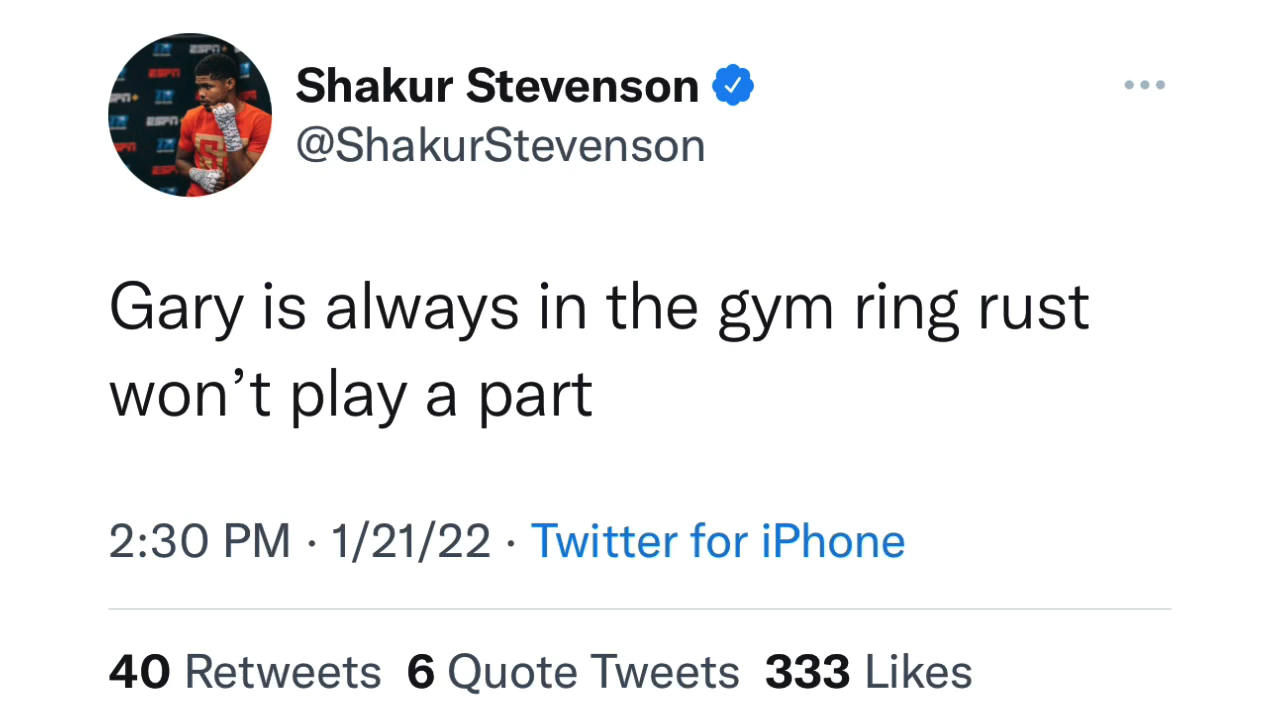 Shakur Stevenson
@ShakurStevenson
Gary is always in the gym ring rust
won’t play a part
2:30 PM · 1/21/22 · Twitter for iPhone
40 Retweets 6 Quote Tweets 333 Likes